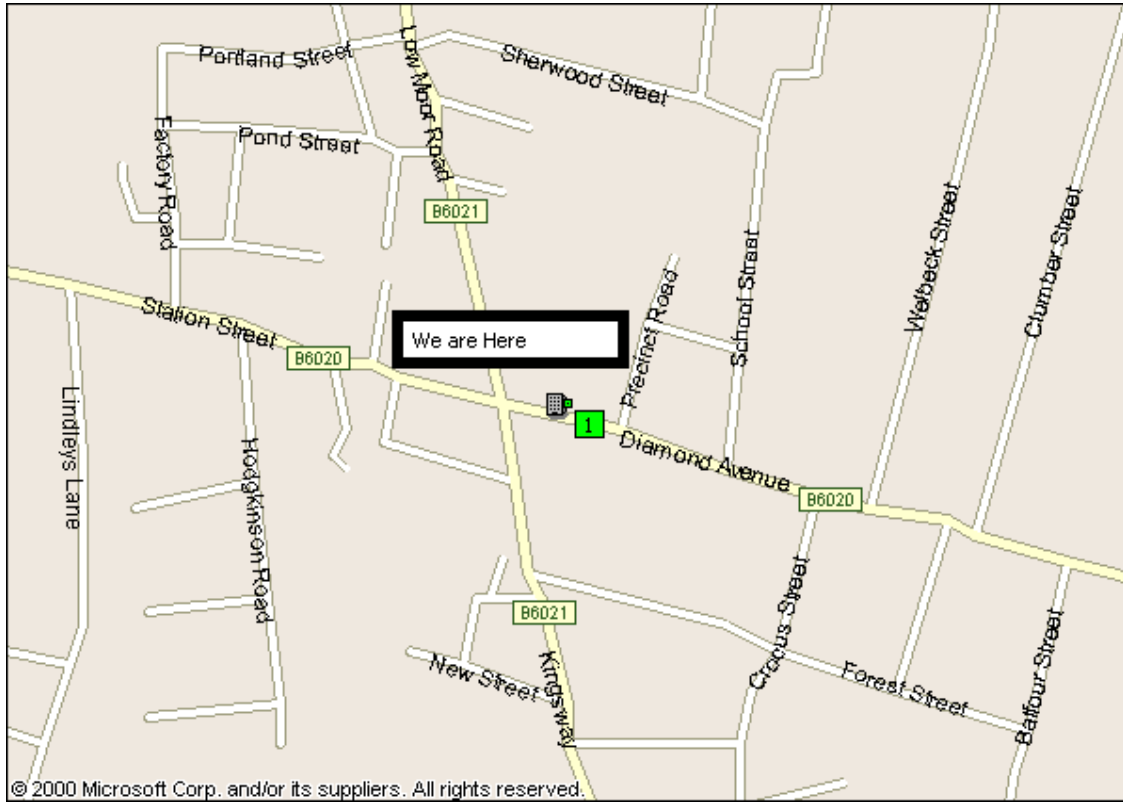 Portland Street
Low Moor Road
Sherwood Street
Factory Road
Pond Street
B6021
Welbeck Street
Clumber Street
School Street
Precinct Road
Station Street
We are Here
B6020
1
Diamond Avenue
B6020
Lindleys Lane
Hodgkinson Road
B6021
Crocus Street
New Street
Kingsway
Forest Street
Balfour Street
© 2000 Microsoft Corp. and/or its suppliers. All rights reserved.